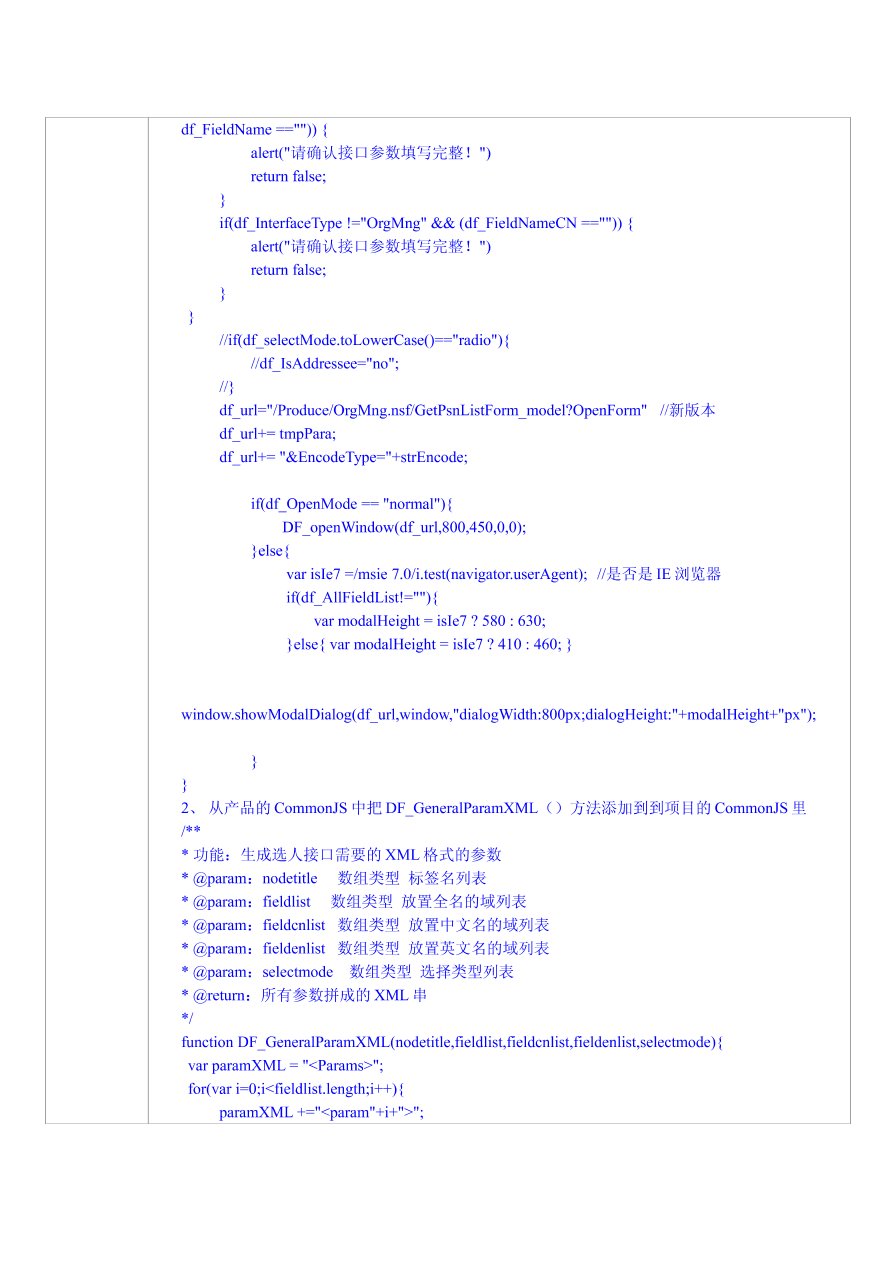 df_FieldName =="")) {
alert("请确认接口参数填写完整！")
return false;
}
if(df_InterfaceType !="OrgMng" && (df_FieldNameCN =="")) {
alert("请确认接口参数填写完整！")
return false;
}
}
//if(df_selectMode.toLowerCase()=="radio"){
//df_IsAddressee="no";
//}
df_url="/Produce/OrgMng.nsf/GetPsnListForm_model?OpenForm"   //新版本
df_url+= tmpPara;
df_url+= "&EncodeType="+strEncode;
if(df_OpenMode == "normal"){
DF_openWindow(df_url,800,450,0,0);
}else{
var isIe7 =/msie 7.0/i.test(navigator.userAgent);  //是否是 IE 浏览器
if(df_AllFieldList!=""){
var modalHeight = isIe7 ? 580 : 630;
}else{ var modalHeight = isIe7 ? 410 : 460; }
window.showModalDialog(df_url,window,"dialogWidth:800px;dialogHeight:"+modalHeight+"px");
}
}
2、 从产品的 CommonJS 中把 DF_GeneralParamXML（）方法添加到到项目的 CommonJS 里
/**
* 功能：生成选人接口需要的 XML 格式的参数
* @param：nodetitle    数组类型  标签名列表
* @param：fieldlist    数组类型  放置全名的域列表
* @param：fieldcnlist   数组类型  放置中文名的域列表
* @param：fieldenlist   数组类型  放置英文名的域列表
* @param：selectmode    数组类型  选择类型列表
* @return：所有参数拼成的 XML 串
*/
function DF_GeneralParamXML(nodetitle,fieldlist,fieldcnlist,fieldenlist,selectmode){
var paramXML = "<Params>";
for(var i=0;i<fieldlist.length;i++){
paramXML +="<param"+i+">";